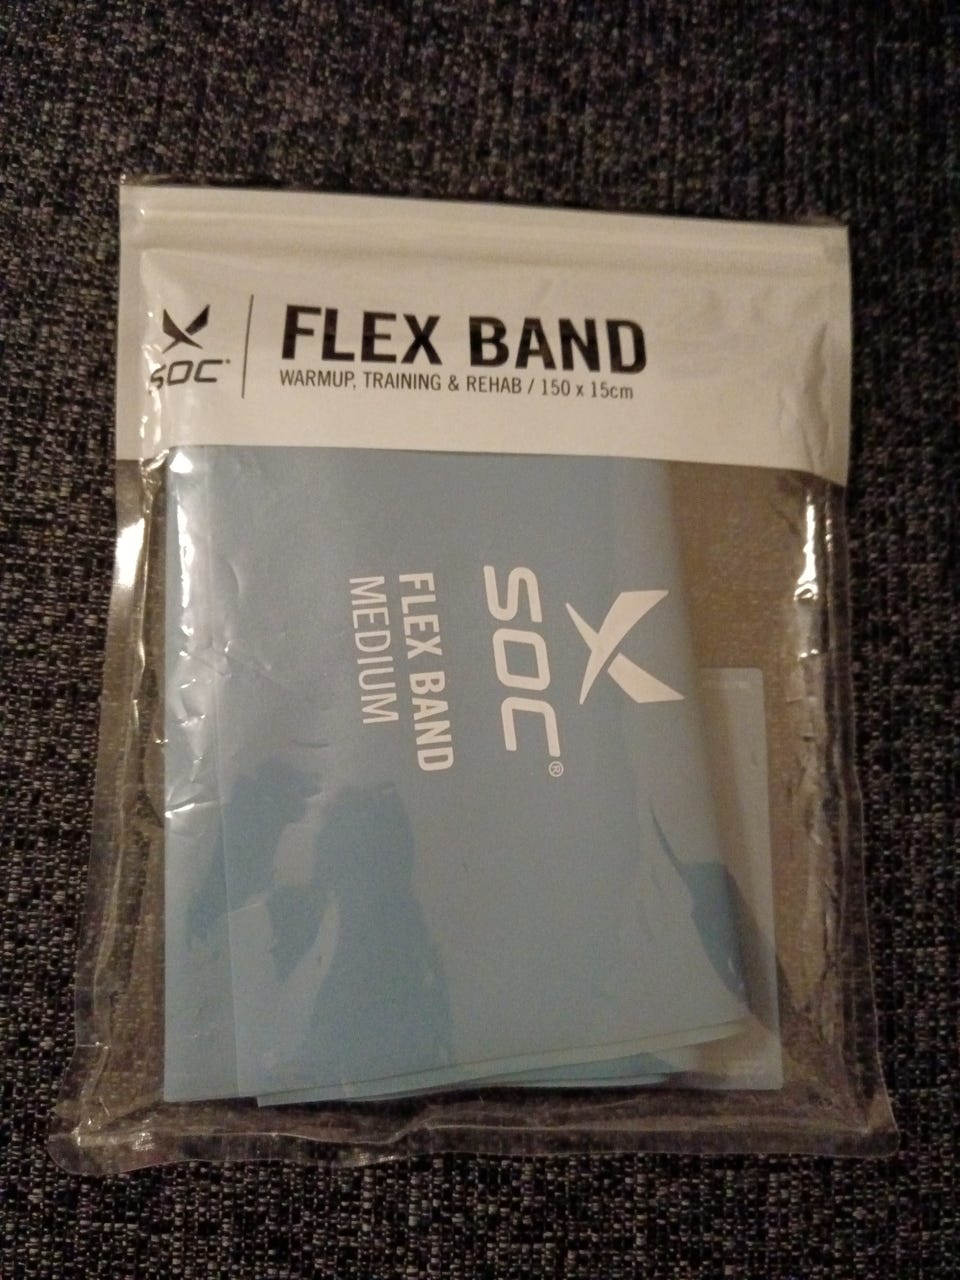 SOC
FLEX BAND
WARMUP, TRAINING & REHAB / 150 x 15cm
SOC®
FLEX BAND
MEDIUM